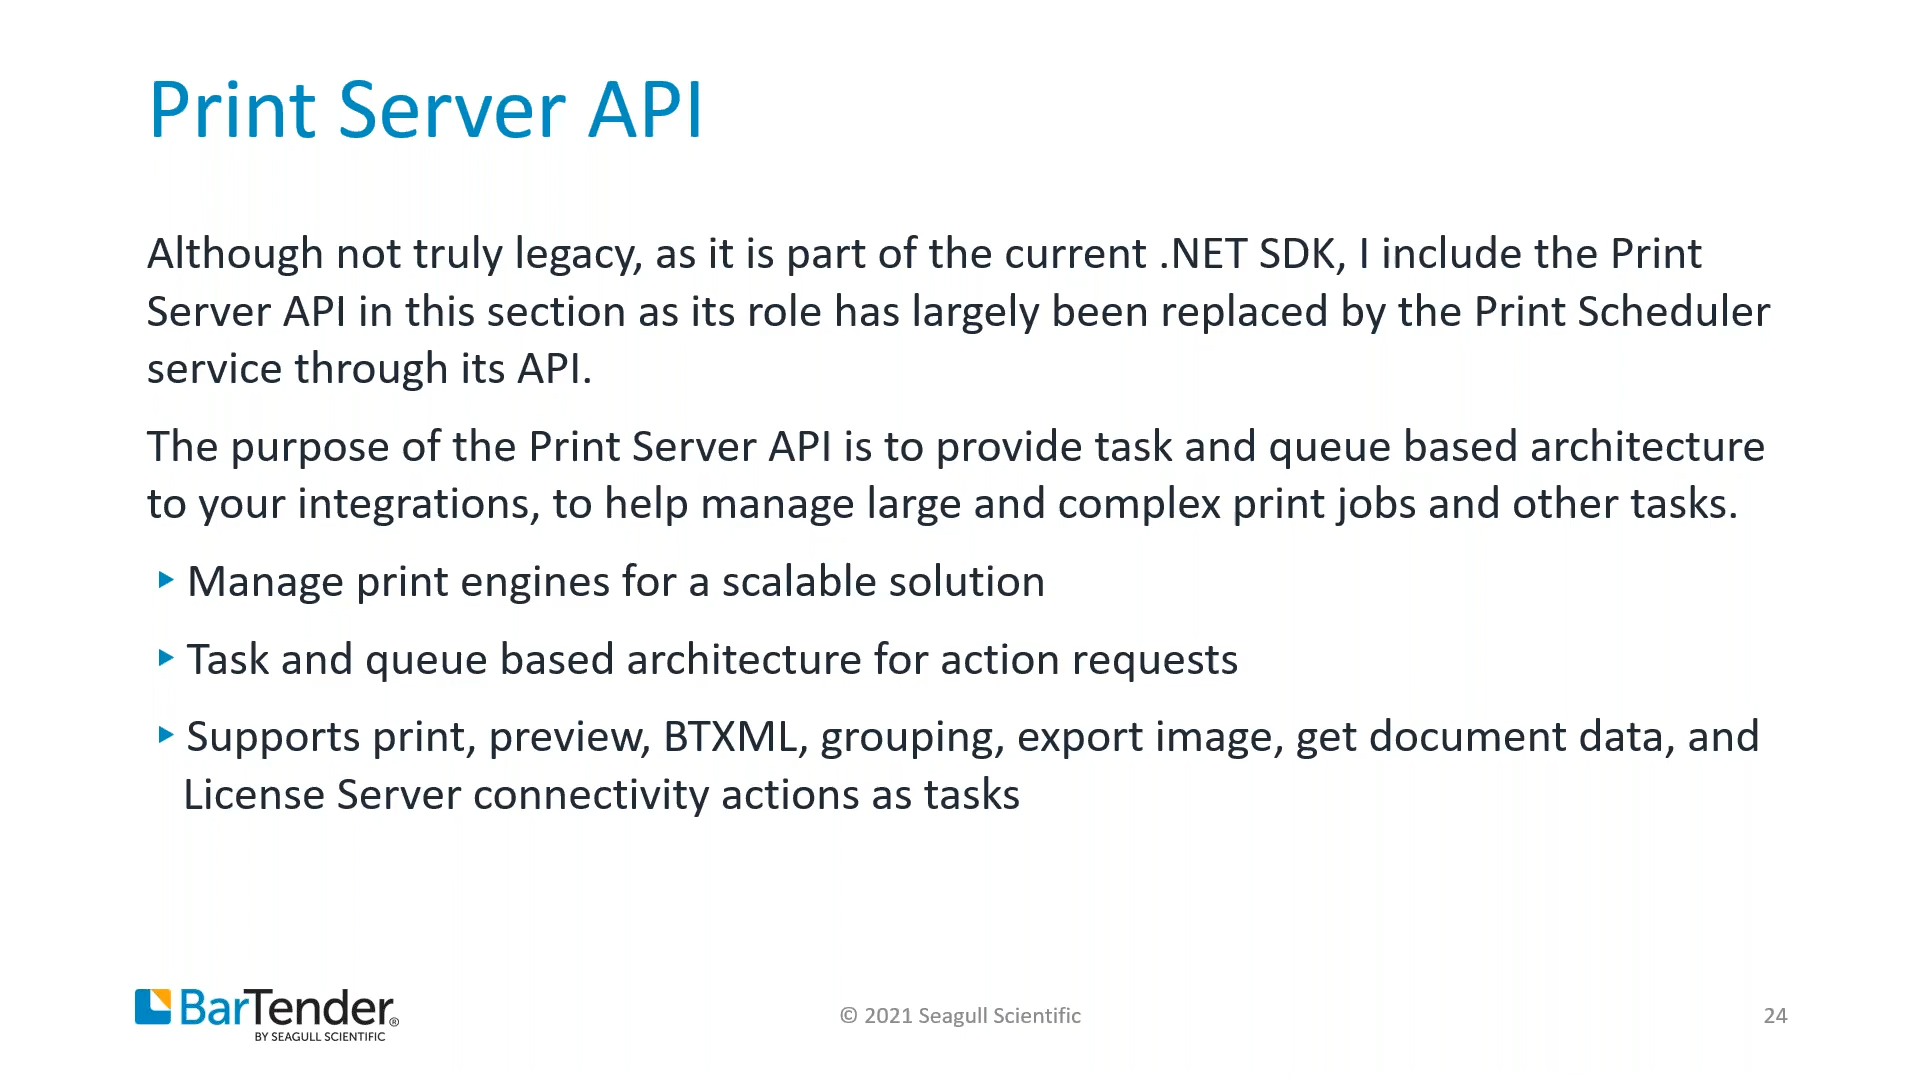 Print Server API
Although not truly legacy, as it is part of the current .NET SDK, I include the Print
Server API in this section as its role has largely been replaced by the Print Scheduler
service through its API.
The purpose of the Print Server API is to provide task and queue based architecture
to your integrations, to help manage large and complex print jobs and other tasks.
▸ Manage print engines for a scalable solution
▸ Task and queue based architecture for action requests
▸ Supports print, preview, BTXML, grouping, export image, get document data, and
License Server connectivity actions as tasks
BarTender®
BY SEAGULL SCIENTIFIC
© 2021 Seagull Scientific
24